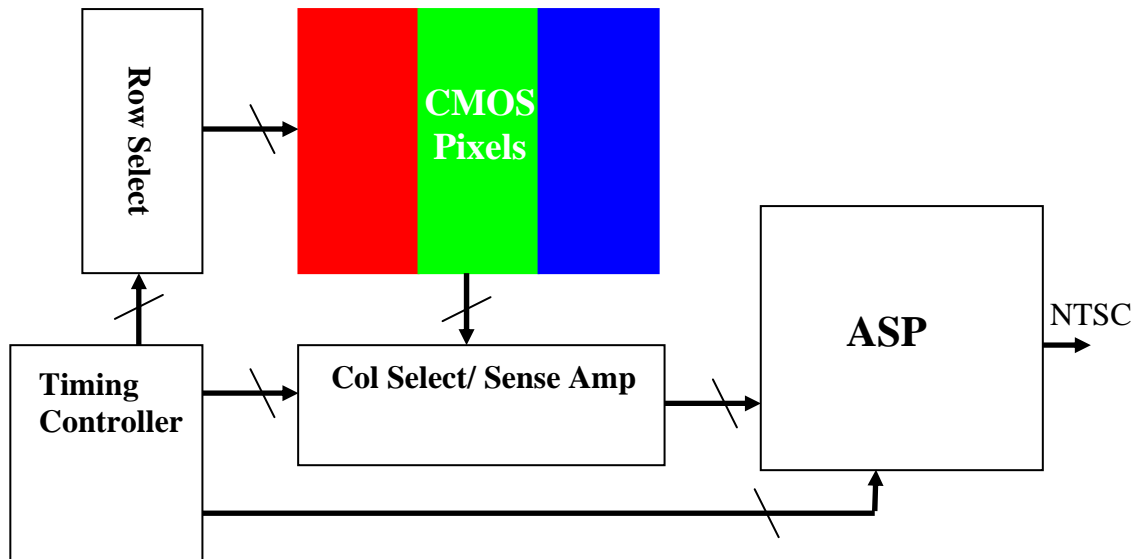 Row Select
CMOS
Pixels
ASP
NTSC
Timing
Controller
Col Select/ Sense Amp